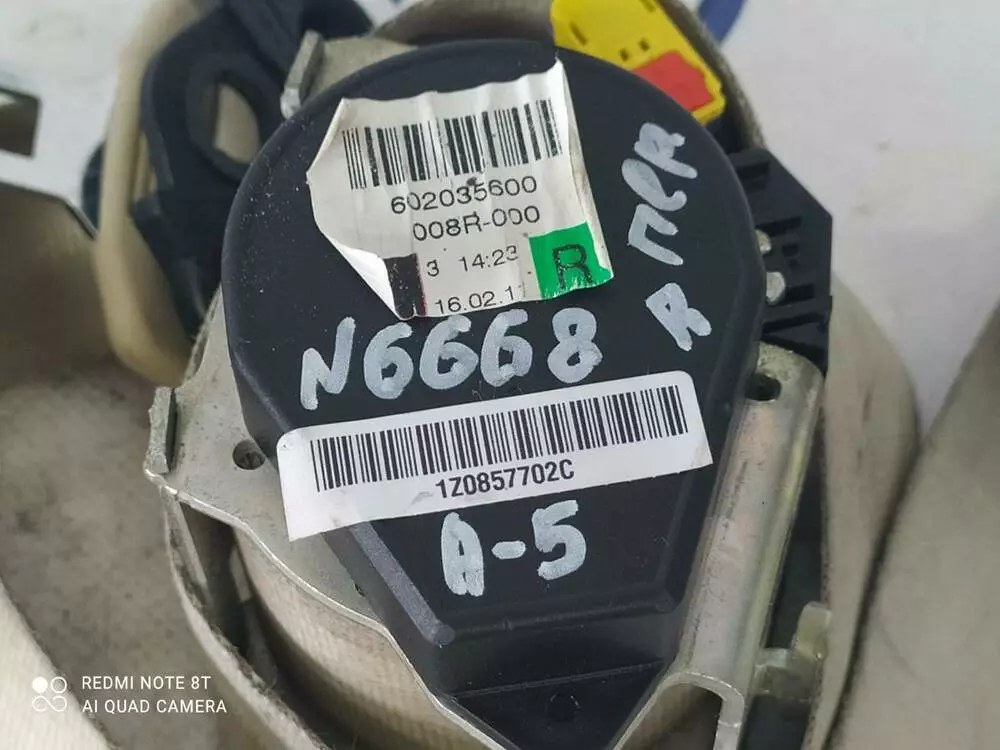 602035600
008R-000
3 14:23
R
16.02.1
N6668
R ПЕР
1Z0857702C
A-5
REDMI NOTE 8T
AI QUAD CAMERA